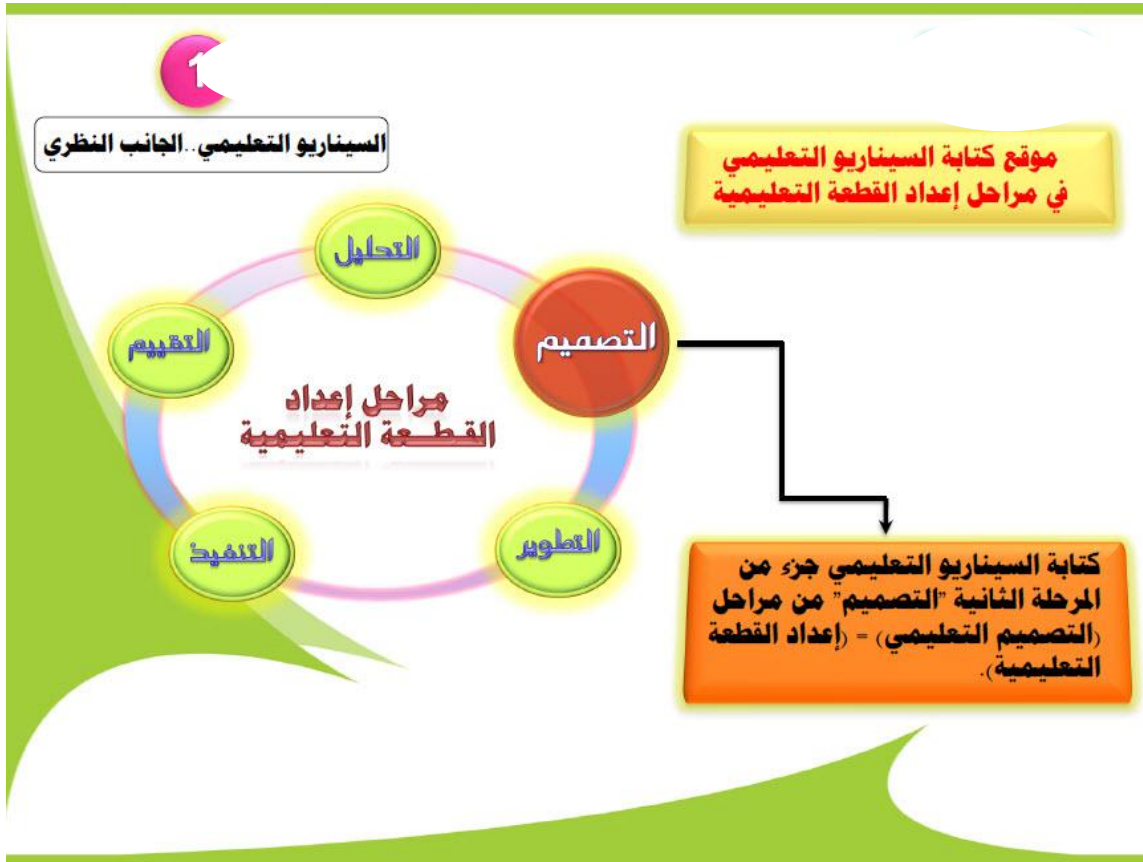 1
السيناريو التعليمي..الجانب النظري
موقع كتابة السيناريو التعليمي
في مراحل إعداد القطعة التعليمية
التحليل
التصميم
التقييم
مراحل إعداد
القطعة التعليمية
التطوير
التنفيذ
كتابة السيناريو التعليمي جزء من
المرحلة الثانية "التصميم" من مراحل
(التصميم التعليمي) = (إعداد القطعة
التعليمية).